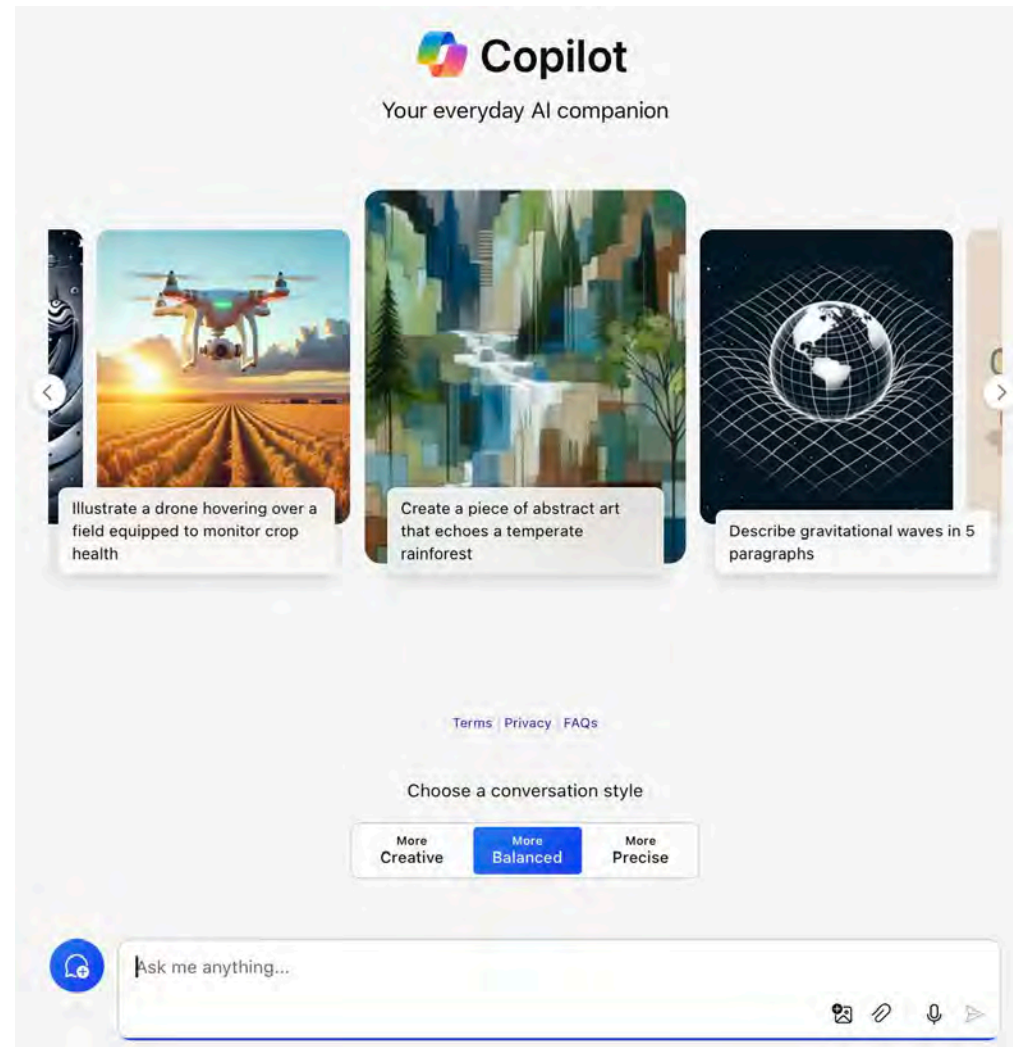 Copilot
Your everyday AI companion
Illustrate a drone hovering over a
field equipped to monitor crop
health
Create a piece of abstract art
that echoes a temperate
rainforest
Describe gravitational waves in 5
paragraphs
Terms | Privacy | FAQs
Choose a conversation style
More
Creative
More
Balanced
More
Precise
Ask me anything...